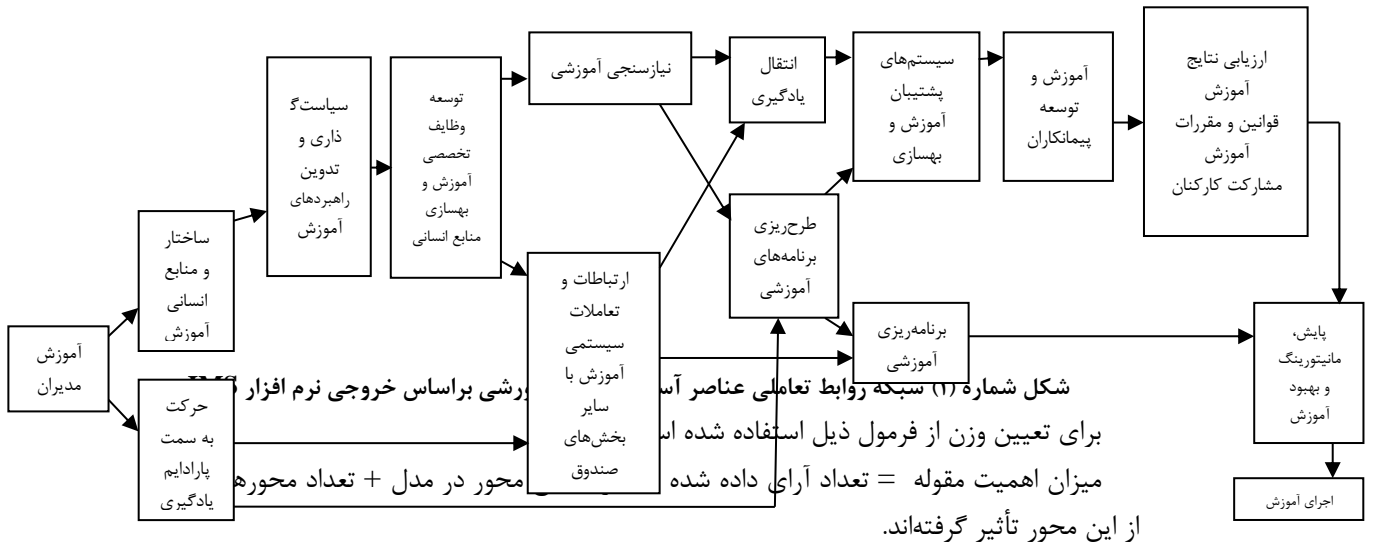 آموزش
مدیران
ساختار
و منابع
انسانی
آموزش
حرکت
به سمت
پارادایم
یادگیری
سیاست‌گ
ذاری و
تدوین
راهبردهای
آموزش
توسعه
وظایف
تخصصی
آموزش و
بهسازی
منابع انسانی
نیازسنجی آموزشی
ارتباطات و
تعاملات
سیستمی
آموزش با
سایر
بخش‌های
صندوق
انتقال
یادگیری
طرح‌ریزی
برنامه‌های
آموزشی
سیستم‌های
پشتیبان
آموزش و
بهسازی
برنامه‌ریزی
آموزشی
آموزش و
توسعه
پیمانکاران
ارزیابی نتایج
آموزش
قوانین و مقررات
آموزش
مشارکت کارکنان
پایش،
مانیتورینگ
و بهبود
آموزش
اجرای آموزش
شکل شماره (۱) شبکه روابط تعاملی عناصر براساس خروجی نرم افزار
برای تعیین وزن از فرمول ذیل استفاده شده
میزان اهمیت مقوله = تعداد آرای داده شده محور در مدل + تعداد
از این محور تأثیر گرفته‌اند.